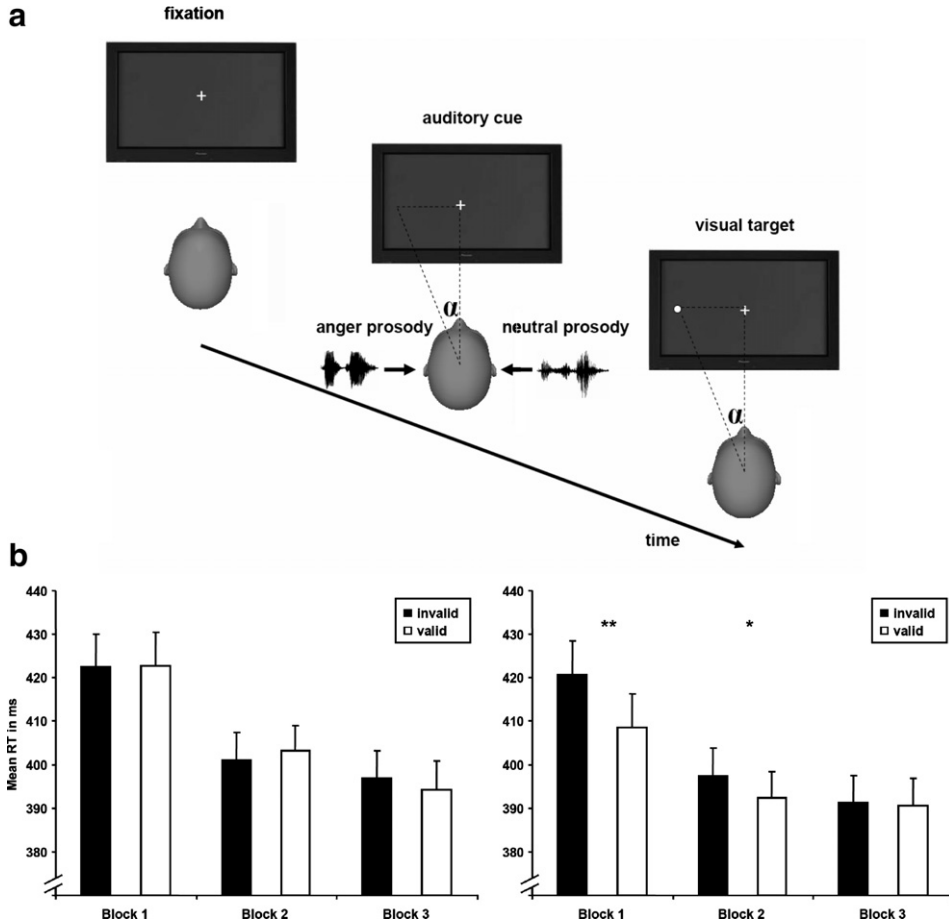 a
fixation
auditory cue
visual target
α
anger prosody
neutral prosody
α
time
b
440
430
420
410
400
390
380
Mean RT in ms
invalid
valid
Block 1
Block 2
Block 3
440
430
420
410
400
390
380
**
*
invalid
valid
Block 1
Block 2
Block 3